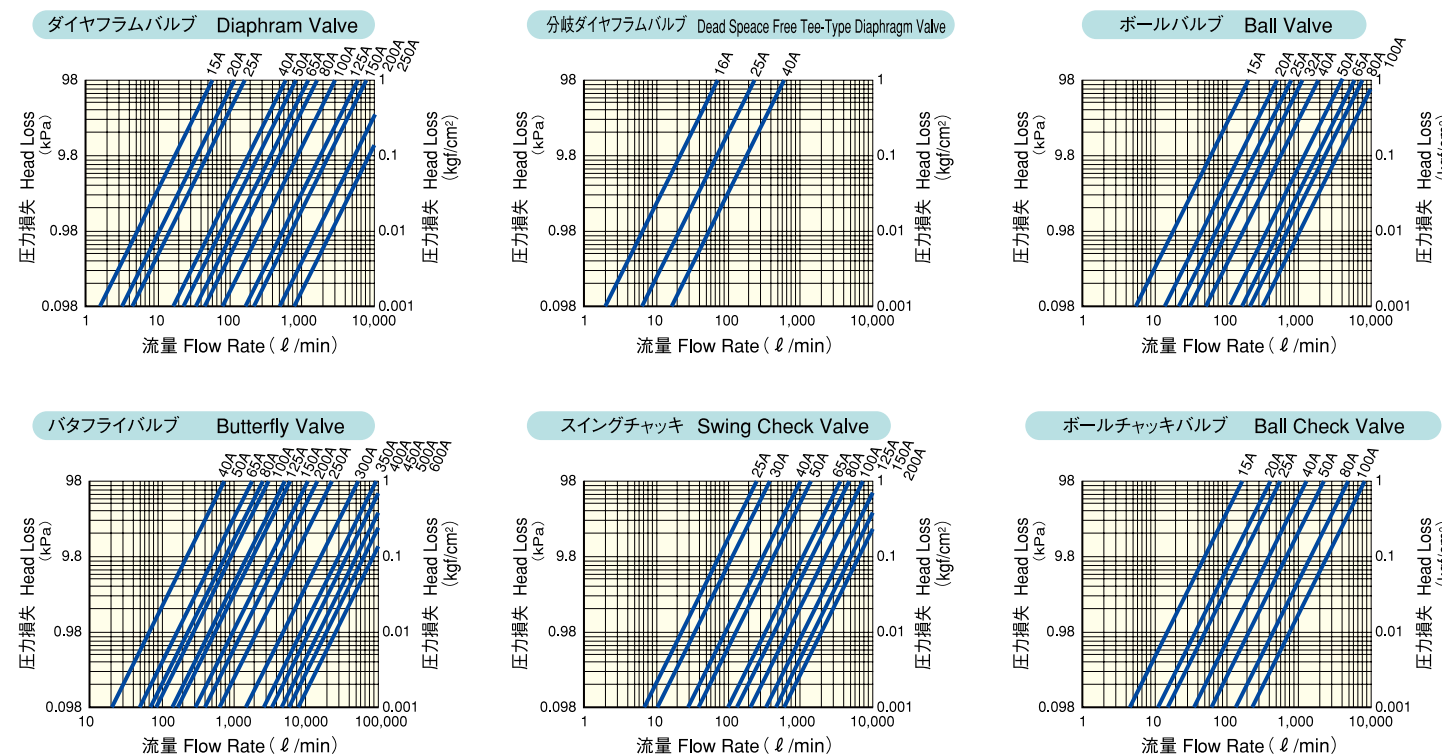 ダイヤフラムバルブ Diaphram Valve
15A 20A 25A 40A 50A 65A 80A 100A 125A 150A 200A 250A
圧力損失 Head Loss
(kPa)
98
9.8
0.98
0.098
1
0.1
0.01
0.001
圧力損失 Head Loss
(kgf/cm²)
1 10 100 1,000 10,000
流量 Flow Rate ( ℓ /min)
分岐ダイヤフラムバルブ Dead Speace Free Tee-Type Diaphragm Valve
16A 25A 40A
圧力損失 Head Loss
(kPa)
98
9.8
0.98
0.098
1
0.1
0.01
0.001
圧力損失 Head Loss
(kgf/cm²)
1 10 100 1,000 10,000
流量 Flow Rate ( ℓ /min)
ボールバルブ Ball Valve
15A 20A 25A 32A 40A 50A 65A 80A 100A
圧力損失 Head Loss
(kPa)
98
9.8
0.98
0.098
1
0.1
0.01
0.001
圧力損失 Head Loss
1 10 100 1,000 10,000
流量 Flow Rate ( ℓ /min)
バタフライバルブ Butterfly Valve
40A 50A 65A 80A 100A 125A 150A 200A 250A 300A 350A 400A 450A 500A 600A
圧力損失 Head Loss
(kPa)
98
9.8
0.98
0.098
1
0.1
0.01
0.001
圧力損失 Head Loss
(kgf/cm²)
10 100 1,000 10,000 100,000
流量 Flow Rate ( ℓ /min)
スイングチャッキ Swing Check Valve
25A 30A 40A 50A 65A 80A 100A 125A 150A 200A
圧力損失 Head Loss
(kPa)
98
9.8
0.98
0.098
1
0.1
0.01
0.001
圧力損失 Head Loss
(kgf/cm²)
1 10 100 1,000 10,000
流量 Flow Rate ( ℓ /min)
ボールチャッキバルブ Ball Check Valve
15A 20A 25A 40A 50A 80A 100A
圧力損失 Head Loss
(kPa)
98
9.8
0.98
0.098
1
0.1
0.01
0.001
圧力損失 Head Loss
1 10 100 1,000 10,000
流量 Flow Rate ( ℓ /min)